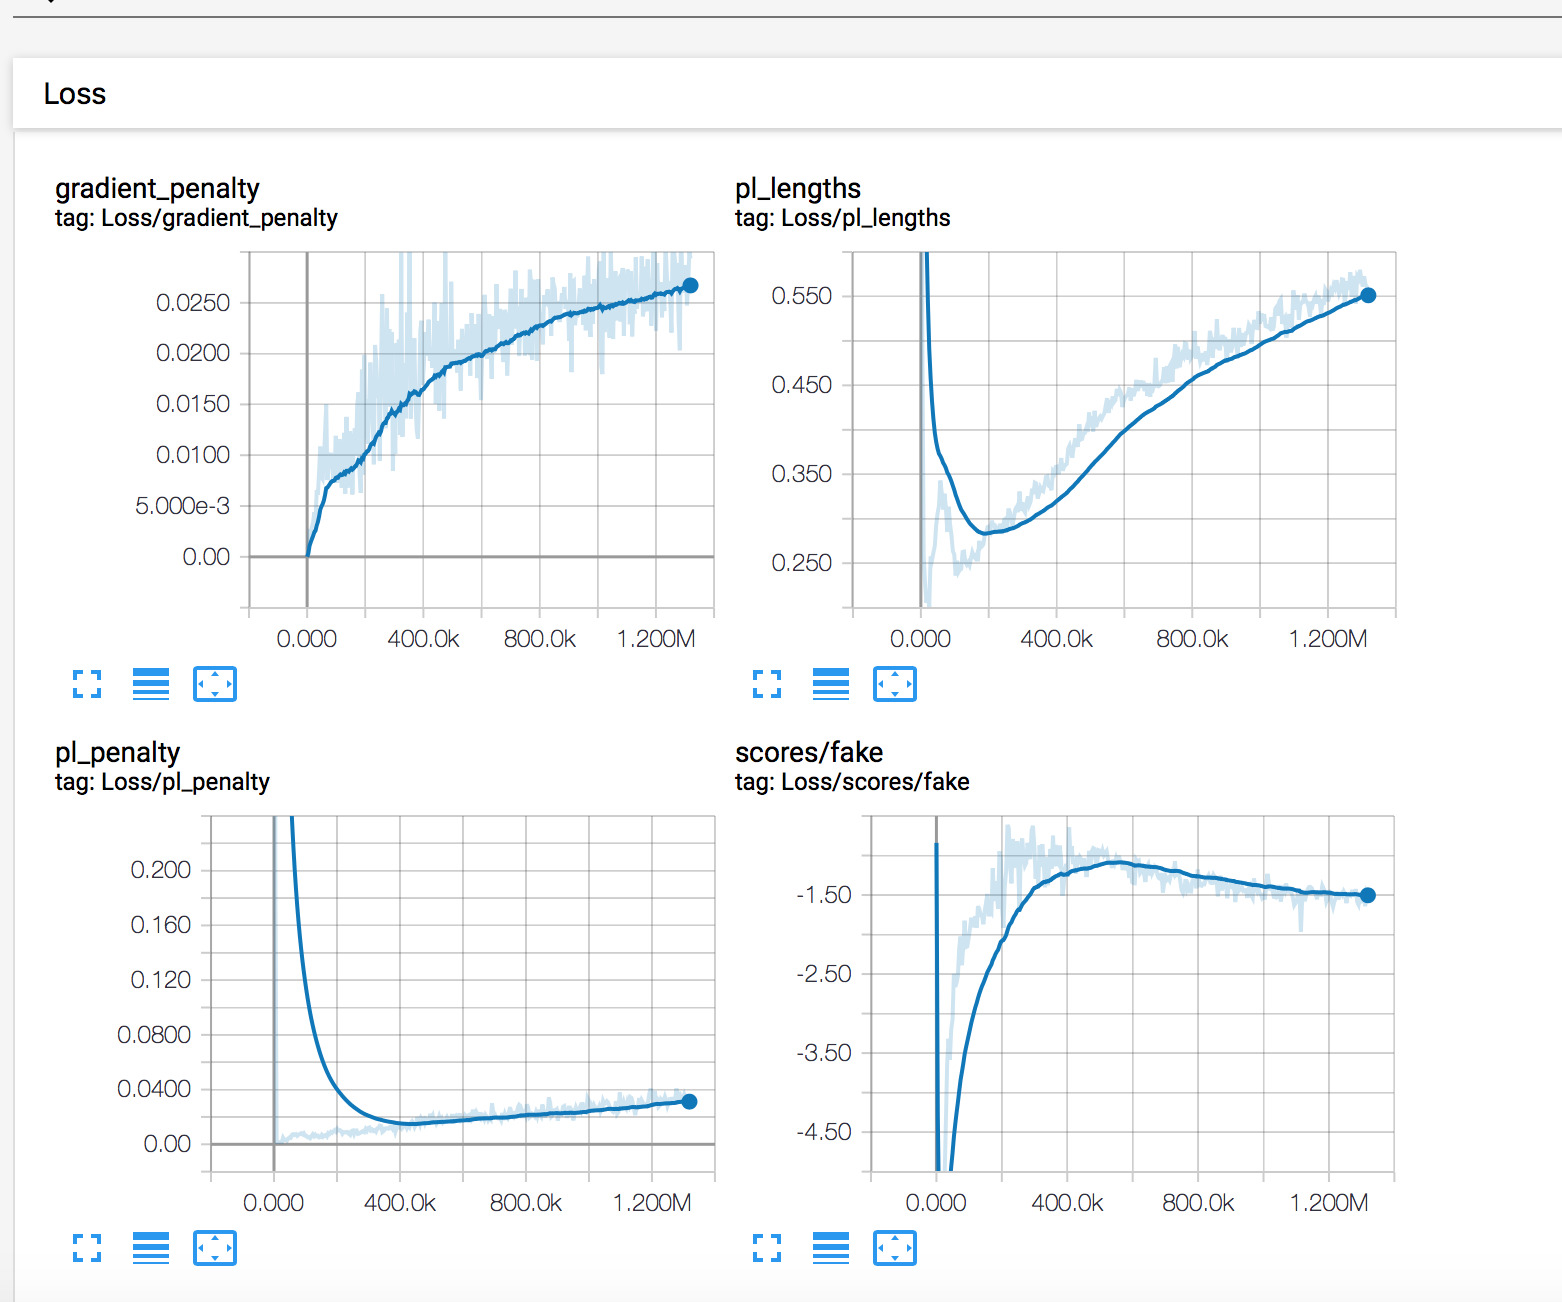 Loss
gradient_penalty
tag: Loss/gradient_penalty
0.0250
0.0200
0.0150
0.0100
5.000e-3
0.00
0.000 400.0k 800.0k 1.200M
pl_lengths
tag: Loss/pl_lengths
0.550
0.450
0.350
0.250
0.000 400.0k 800.0k 1.200M
pl_penalty
tag: Loss/pl_penalty
0.200
0.160
0.120
0.0800
0.0400
0.00
0.000 400.0k 800.0k 1.200M
scores/fake
tag: Loss/scores/fake
-1.50
-2.50
-3.50
-4.50
0.000 400.0k 800.0k 1.200M